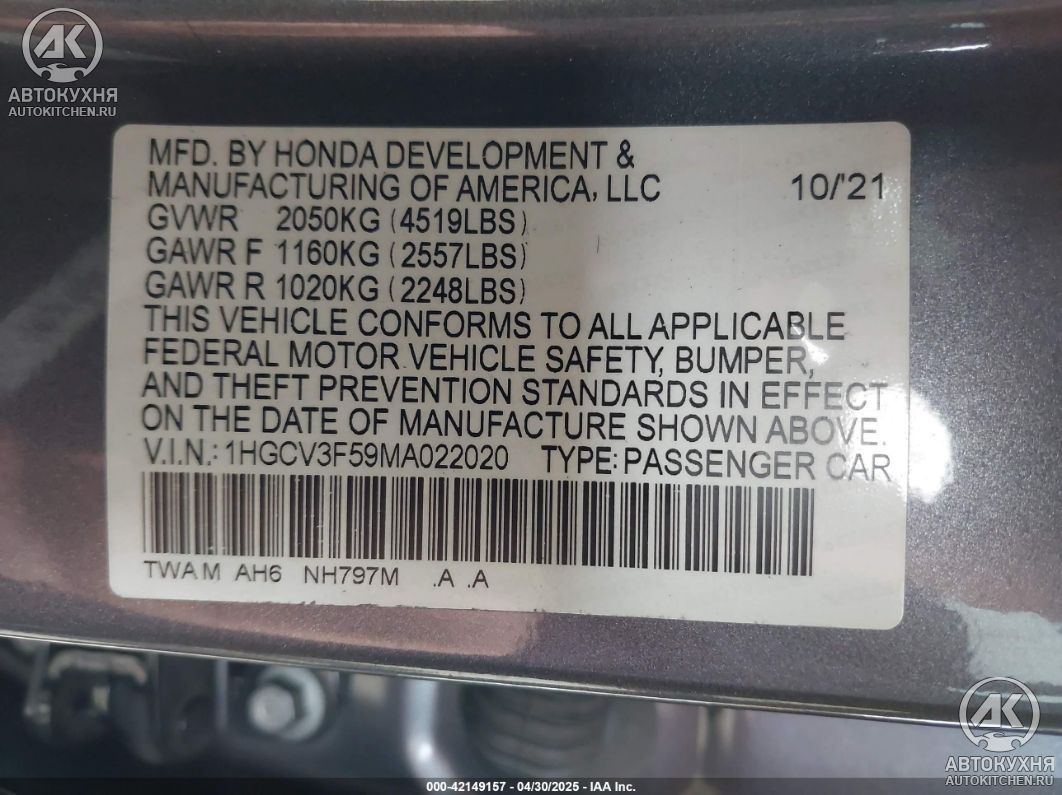 AK
АВТОКУХНЯ
AUTOKITCHEN.RU
MFD. BY HONDA DEVELOPMENT &
MANUFACTURING OF AMERICA, LLC 10/'21
GVWR 2050KG (4519LBS)
GAWR F 1160KG (2557LBS)
GAWR R 1020KG (2248LBS)
THIS VEHICLE CONFORMS TO ALL APPLICABLE
FEDERAL MOTOR VEHICLE SAFETY, BUMPER,
AND THEFT PREVENTION STANDARDS IN EFFECT
ON THE DATE OF MANUFACTURE SHOWN ABOVE.
V.I.N.: 1HGCV3F59MA022020 TYPE: PASSENGER CAR
TWA M AH6 NH797M .A .A
AK
АВТОКУХНЯ
AUTOKITCHEN.RU
000-42149157 - 04/30/2025 - IAA Inc.